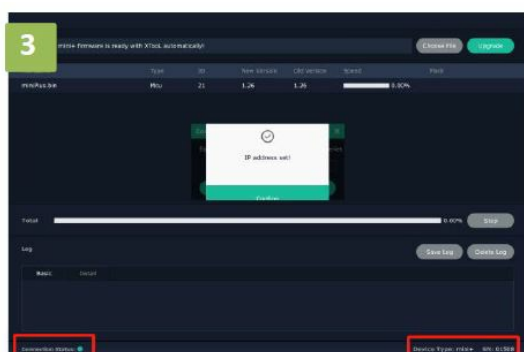 3
mini+ firmware is ready with XTool automatically!
Choose File
Upgrade
Type ID New Version Old Version Speed Path
miniPlus.bin Mcu 21 1.26 1.26 0.00%
IP address set!
Confirm
Total 0.00% Stop
Log Save Log Delete Log
Basic Detail
Connection Status: Device Type: mini+ SN: